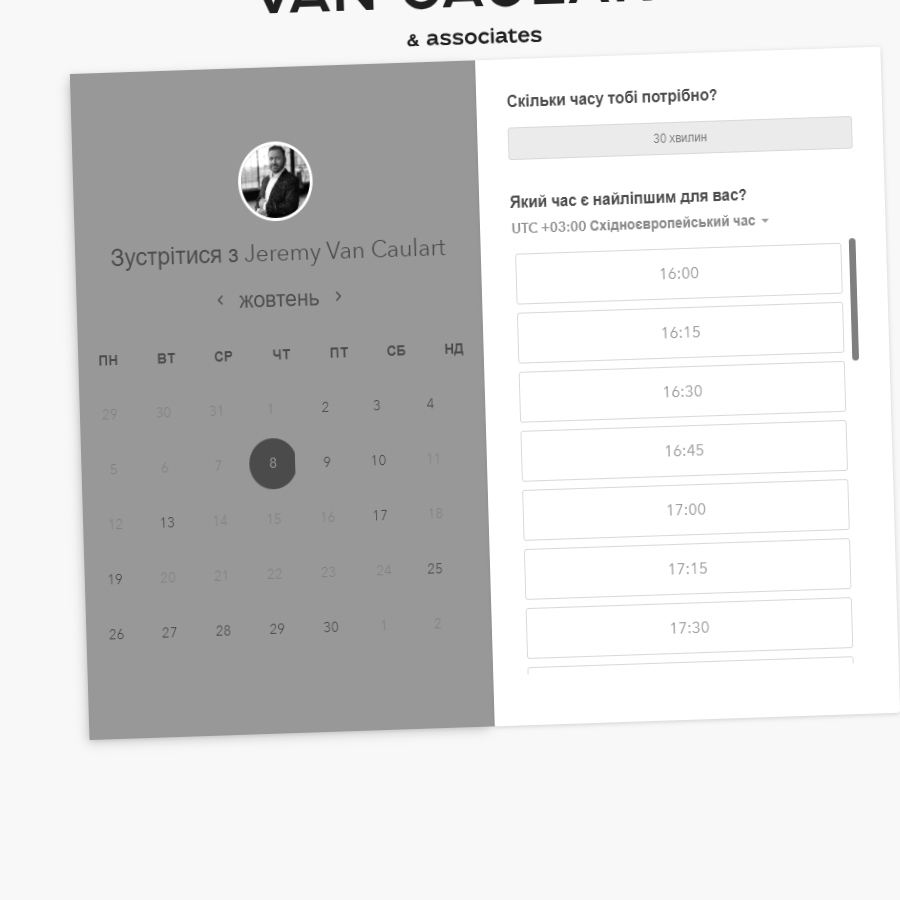 VAN CAULART
& associates
Зустрітися з Jeremy Van Caulart
жовтень
ПН ВТ СР ЧТ ПТ СБ НД
29 30 31 1 2 3 4
5 6 7 8 9 10 11
12 13 14 15 16 17 18
19 20 21 22 23 24 25
26 27 28 29 30 1 2
Скільки часу тобі потрібно?
30 хвилин
Який час є найліпшим для вас?
UTC +03:00 Східноєвропейський час
16:00
16:15
16:30
16:45
17:00
17:15
17:30